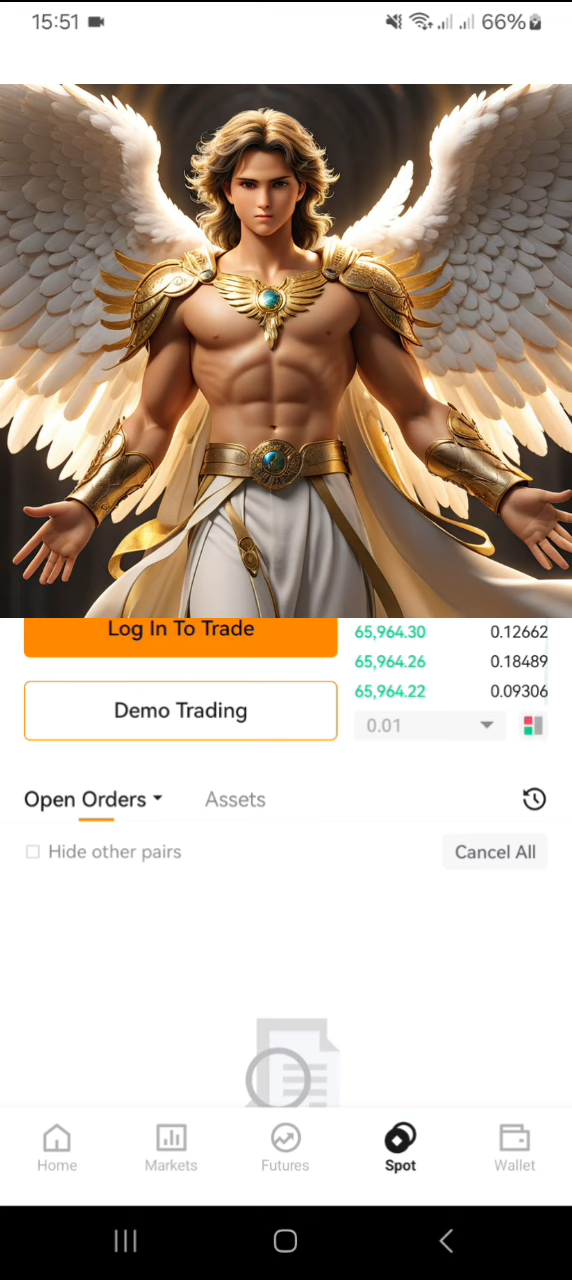 15:51
66%
Log In To Trade
65,964.30 0.12662
65,964.26 0.18489
65,964.22 0.09306
Demo Trading
0.01
Open Orders Assets
Hide other pairs Cancel All
Home Markets Futures Spot Wallet